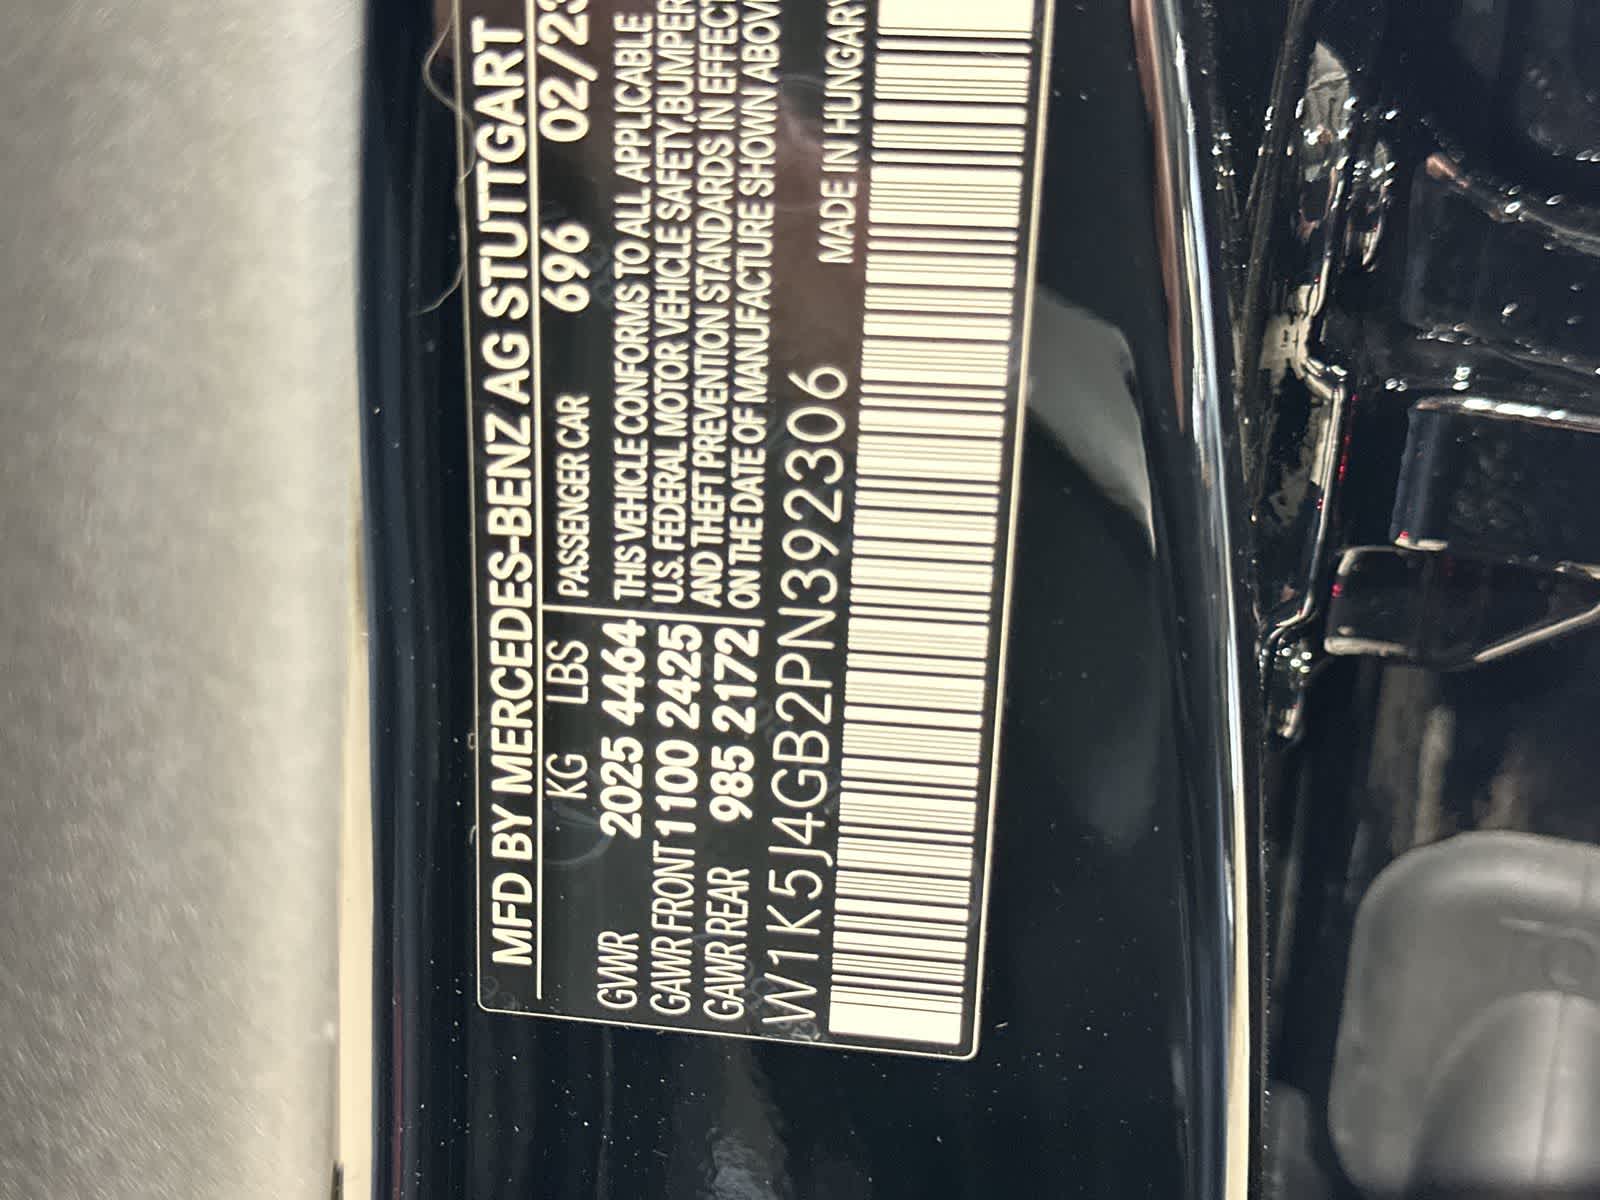 MFD BY MERCEDES-BENZ AG STUTTGART
KG LBS PASSENGER CAR 696 02/23
GVWR 2025 4464
GAWR FRONT 1100 2425
GAWR REAR 985 2172
THIS VEHICLE CONFORMS TO ALL APPLICABLE
U.S. FEDERAL MOTOR VEHICLE SAFETY,BUMPER
AND THEFT PREVENTION STANDARDS IN EFFECT
ON THE DATE OF MANUFACTURE SHOWN ABOVE
W1K5J4GB2PN392306 MADE IN HUNGARY